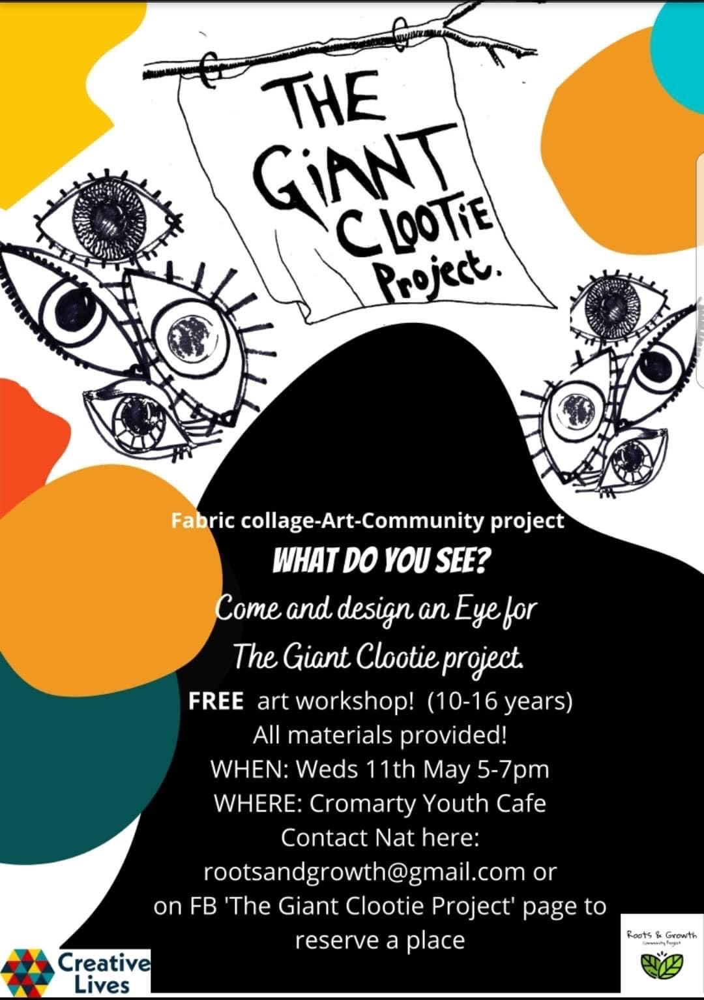 THE
GiANT
CLOOTiE
Project.
Fabric collage-Art-Community project
WHAT DO YOU SEE?
Come and design an Eye for
The Giant Clootie project.
FREE art workshop! (10-16 years)
All materials provided!
WHEN: Weds 11th May 5-7pm
WHERE: Cromarty Youth Cafe
Contact Nat here:
rootsandgrowth@gmail.com or
on FB 'The Giant Clootie Project' page to
reserve a place
Creative
Lives
Roots & Growth
Community Project